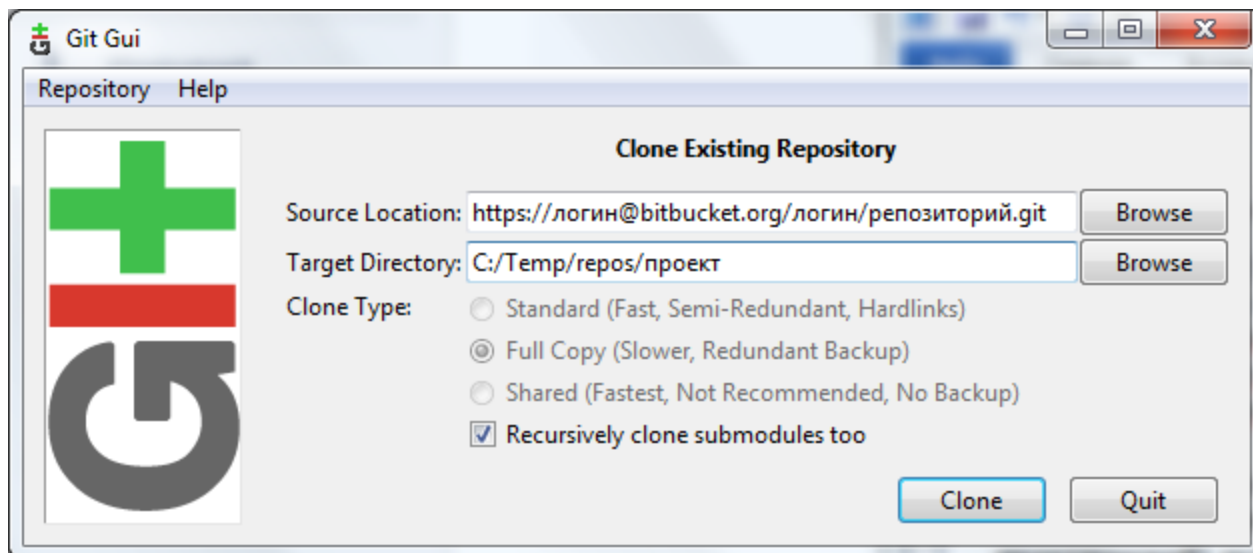 Git Gui
Repository Help
Clone Existing Repository
Source Location: https://логин@bitbucket.org/логин/репозиторий.git Browse
Target Directory: C:/Temp/repos/проект Browse
Clone Type: Standard (Fast, Semi-Redundant, Hardlinks)
Full Copy (Slower, Redundant Backup)
Shared (Fastest, Not Recommended, No Backup)
Recursively clone submodules too
Clone Quit
git